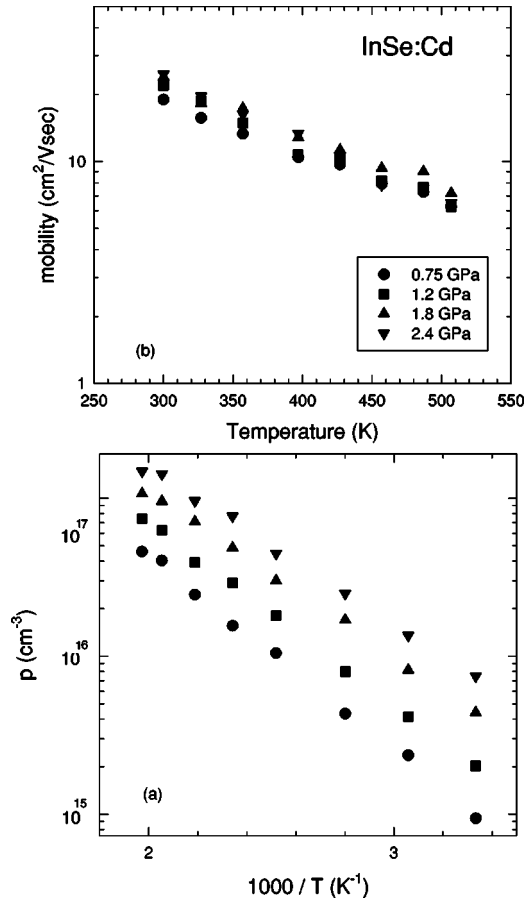 InSe:Cd
mobility (cm²/Vsec)
10
1
0.75 GPa
1.2 GPa
1.8 GPa
2.4 GPa
(b)
250 300 350 400 450 500 550
Temperature (K)
p (cm⁻³)
10¹⁷
10¹⁶
10¹⁵
(a)
2 3
1000 / T (K⁻¹)